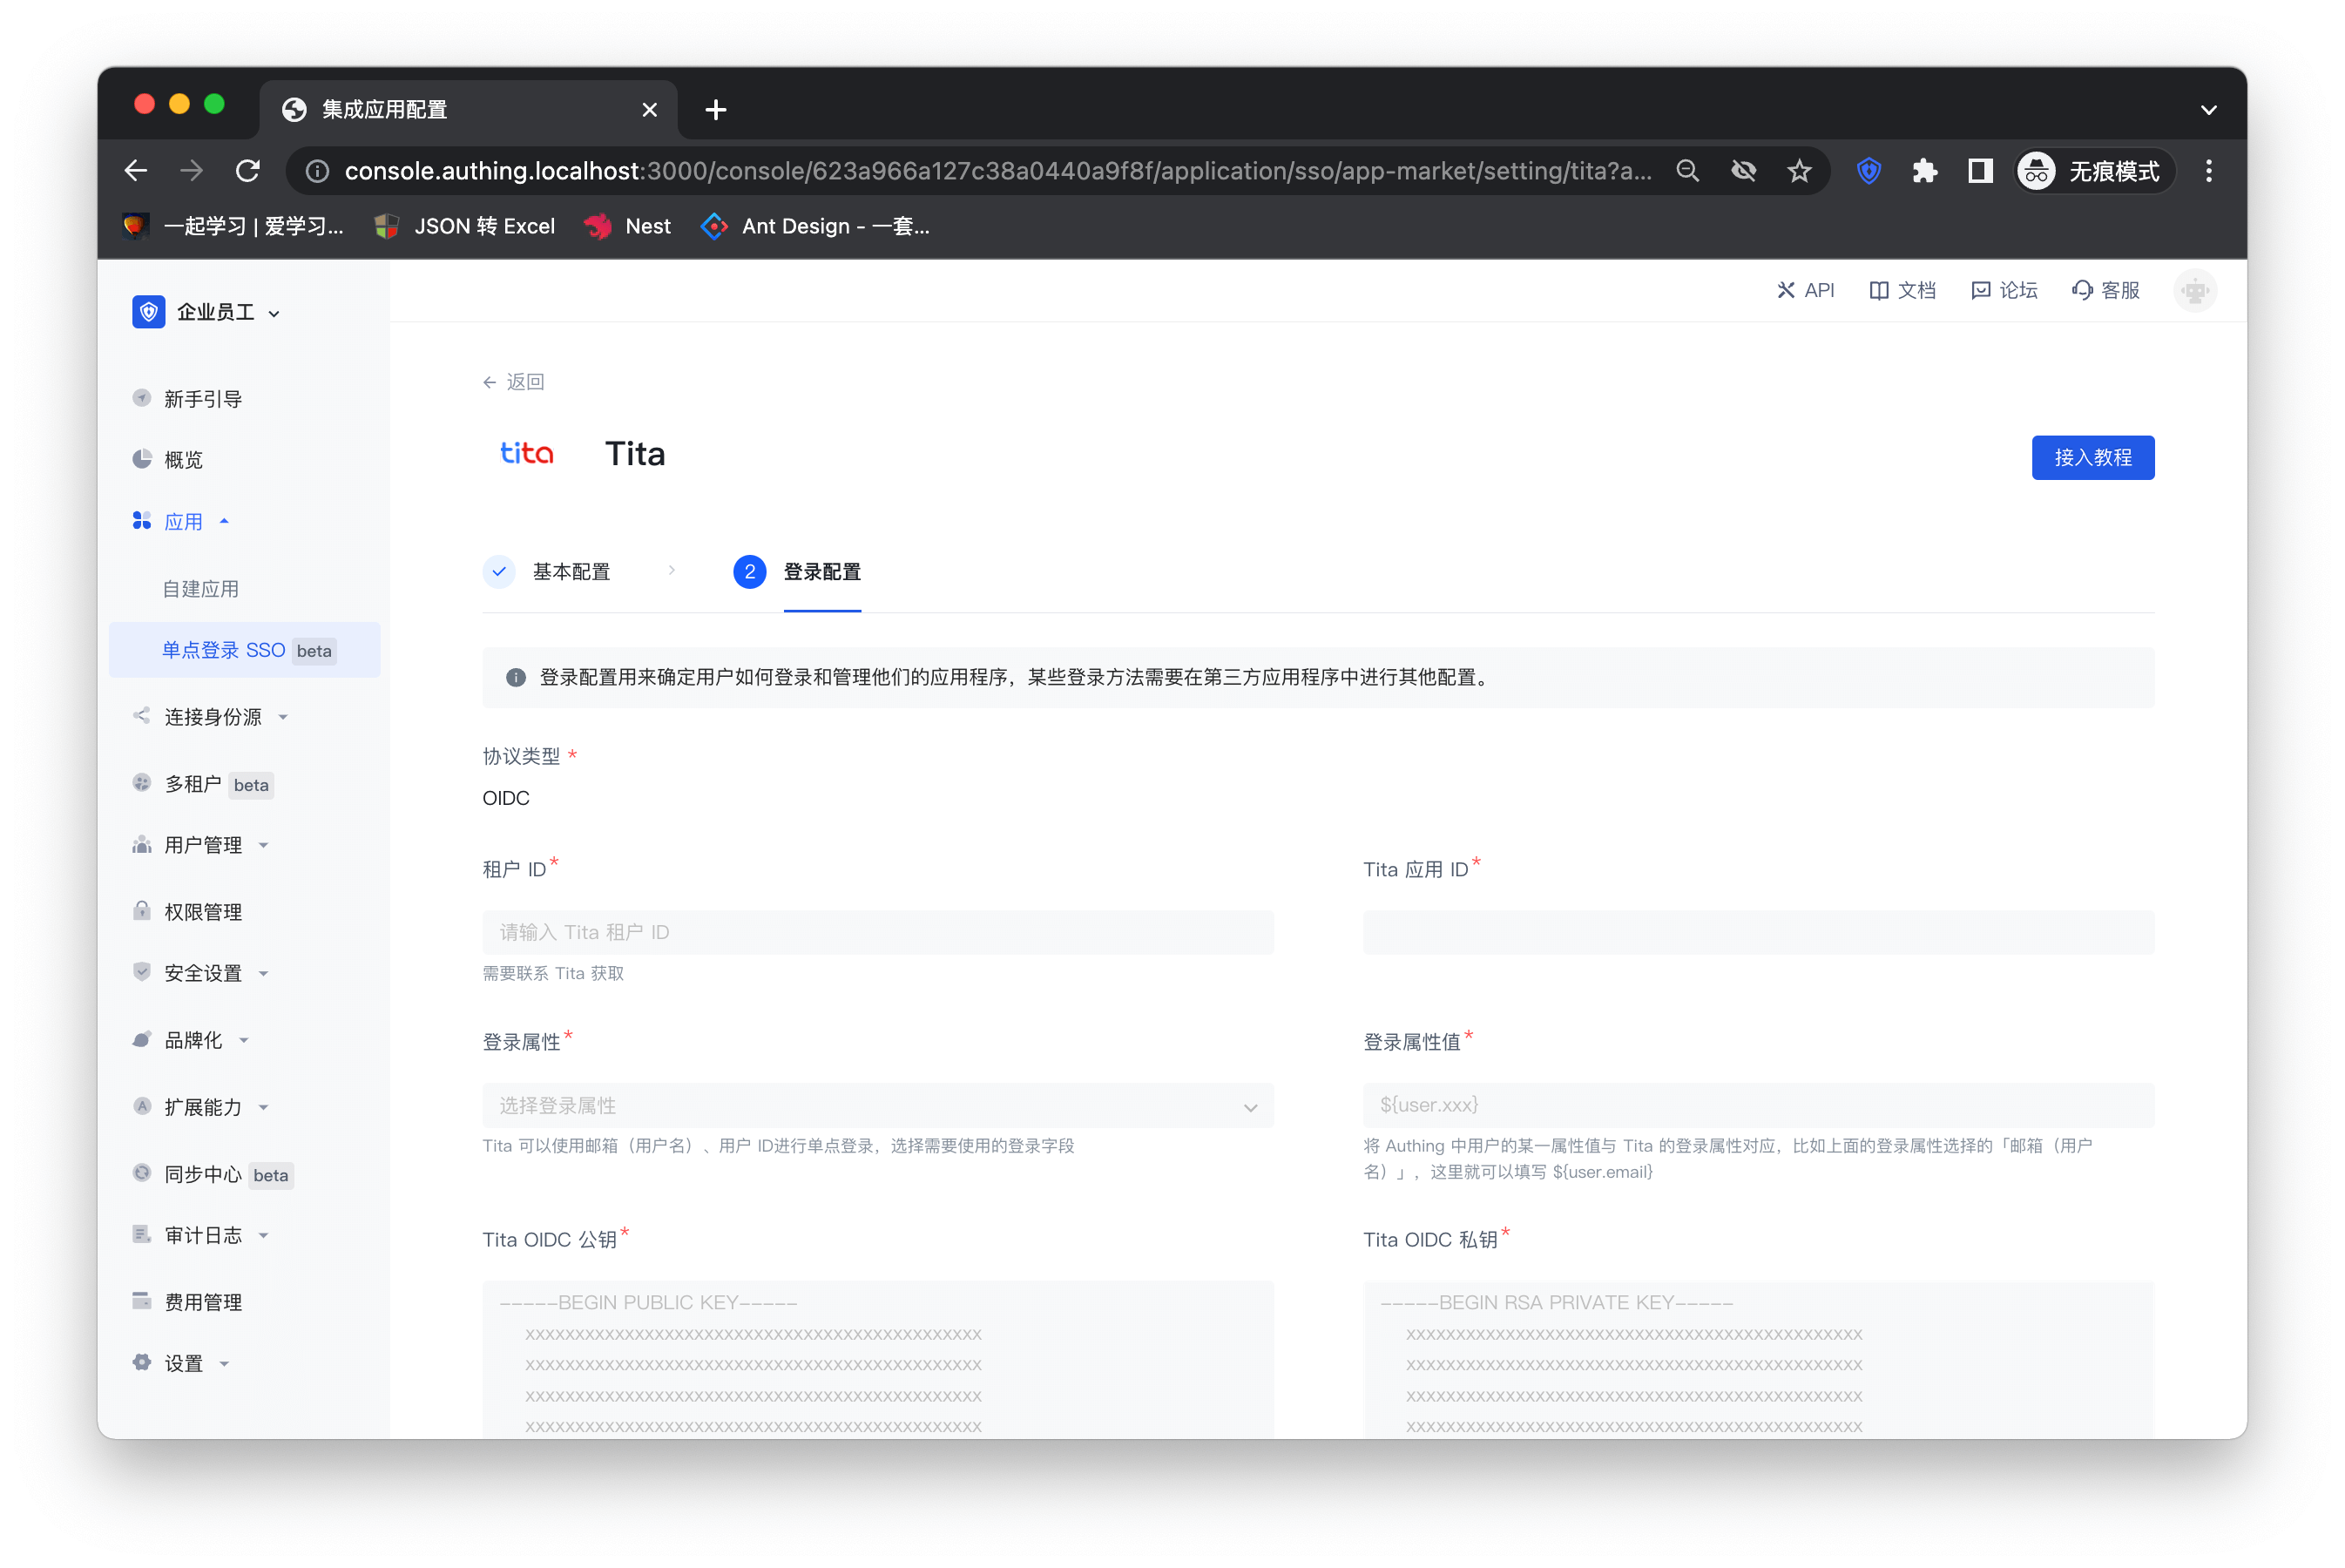 集成应用配置
console.authing.localhost:3000/console/623a966a127c38a0440a9f8f/application/sso/app-market/setting/tita?a...
无痕模式
一起学习 | 爱学习...
JSON 转 Excel
Nest
Ant Design - 一套...
企业员工
API
文档
论坛
客服
新手引导
概览
应用
自建应用
单点登录 SSO beta
连接身份源
多租户 beta
用户管理
权限管理
安全设置
品牌化
扩展能力
同步中心 beta
审计日志
费用管理
设置
返回
tita
Tita
接入教程
基本配置
2 登录配置
登录配置用来确定用户如何登录和管理他们的应用程序，某些登录方法需要在第三方应用程序中进行其他配置。
协议类型 *
OIDC
租户 ID *
请输入 Tita 租户 ID
需要联系 Tita 获取
Tita 应用 ID *
登录属性 *
选择登录属性
Tita 可以使用邮箱（用户名）、用户 ID进行单点登录，选择需要使用的登录字段
登录属性值 *
${user.xxx}
将 Authing 中用户的某一属性值与 Tita 的登录属性对应，比如上面的登录属性选择的「邮箱（用户
名）」，这里就可以填写 ${user.email}
Tita OIDC 公钥 *
-----BEGIN PUBLIC KEY-----
xxxxxxxxxxxxxxxxxxxxxxxxxxxxxxxxxxxxxxxxxxxxxx
xxxxxxxxxxxxxxxxxxxxxxxxxxxxxxxxxxxxxxxxxxxxxx
xxxxxxxxxxxxxxxxxxxxxxxxxxxxxxxxxxxxxxxxxxxxxx
xxxxxxxxxxxxxxxxxxxxxxxxxxxxxxxxxxxxxxxxxxxxxx
Tita OIDC 私钥 *
-----BEGIN RSA PRIVATE KEY-----
xxxxxxxxxxxxxxxxxxxxxxxxxxxxxxxxxxxxxxxxxxxxxx
xxxxxxxxxxxxxxxxxxxxxxxxxxxxxxxxxxxxxxxxxxxxxx
xxxxxxxxxxxxxxxxxxxxxxxxxxxxxxxxxxxxxxxxxxxxxx
xxxxxxxxxxxxxxxxxxxxxxxxxxxxxxxxxxxxxxxxxxxxxx